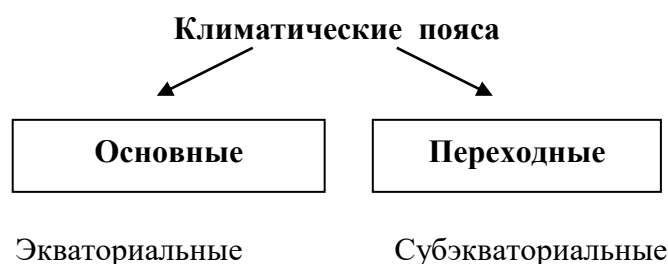 Климатические пояса
Основные Переходные
Экваториальные Субэкваториальные